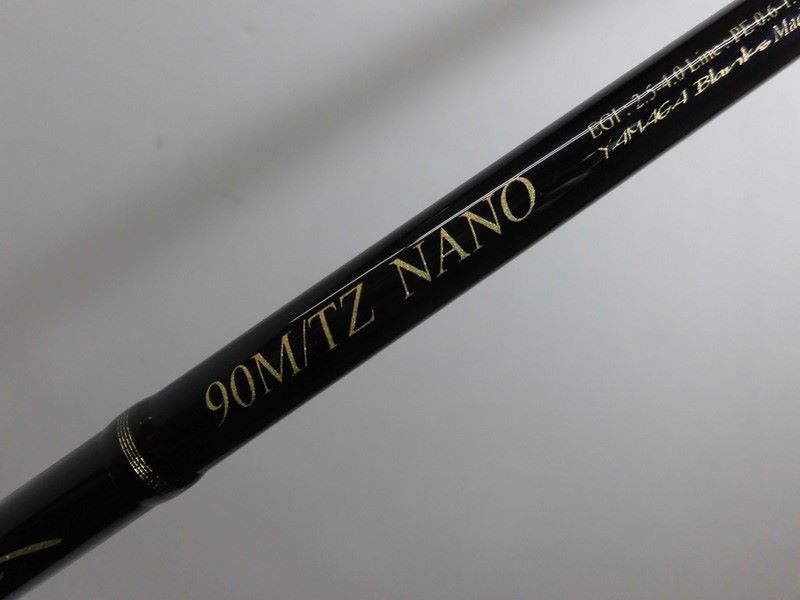 90M/TZ NANO
EGI : 2.5-4.0 Line : PE 0.6
YAMAGA Blanks